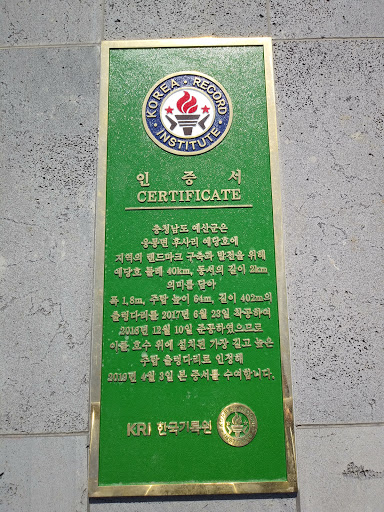 KOREA · RECORD
INSTITUTE
인 증 서
CERTIFICATE
충청남도 예산군은
응봉면 후사리 예당호에
지역의 랜드마크 구축과 발전을 위해
예당호 둘레 40km, 동서의 길이 2km
의미를 담아
폭 1.8m, 주탑 높이 64m, 길이 402m의
출렁다리를 2017년 6월 23일 착공하여
2018년 12월 10일 준공하였으므로
이를 호수 위에 설치된 가장 길고 높은
주탑 출렁다리로 인정해
2019년 4월 3일 본 증서를 수여합니다.
KRI 한국기록원